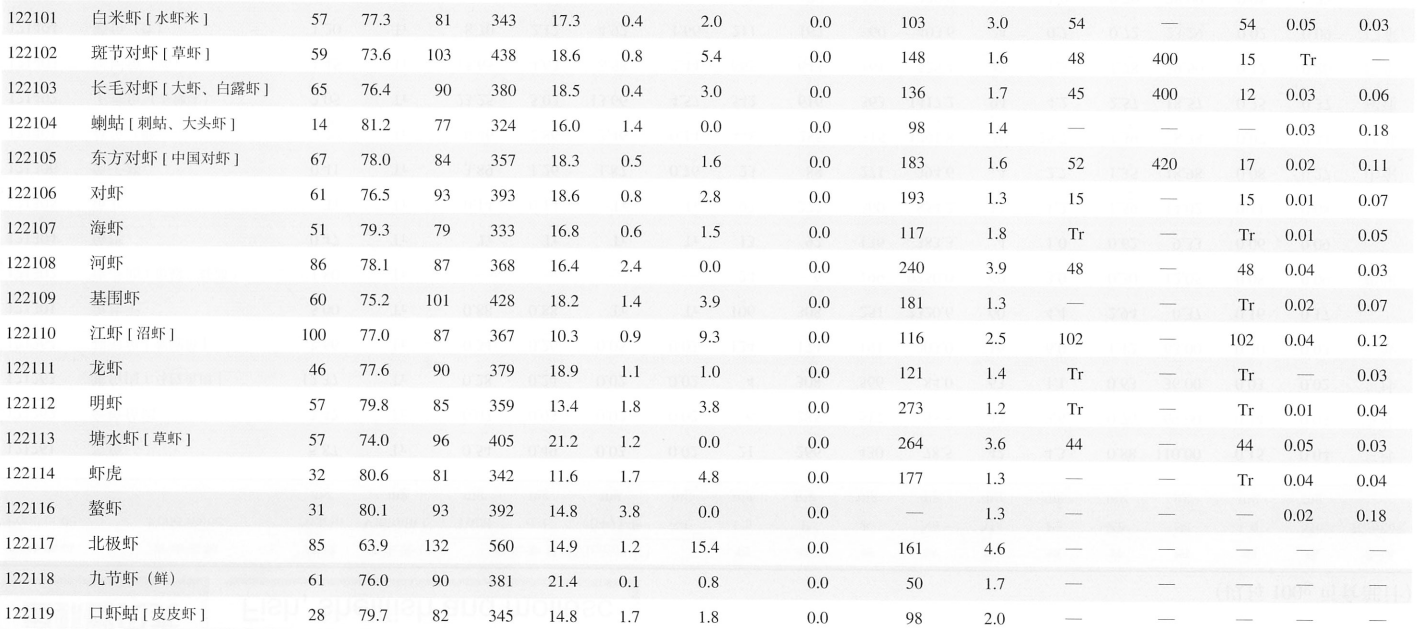 122101 白米虾 [ 水虾米 ] 57 77.3 81 343 17.3 0.4 2.0 0.0 103 3.0 54 — 54 0.05 0.03
122102 斑节对虾 [ 草虾 ] 59 73.6 103 438 18.6 0.8 5.4 0.0 148 1.6 48 400 15 Tr —
122103 长毛对虾 [ 大虾、白露虾 ] 65 76.4 90 380 18.5 0.4 3.0 0.0 136 1.7 45 400 12 0.03 0.06
122104 蝲蛄 [ 刺蛄、大头虾 ] 14 81.2 77 324 16.0 1.4 0.0 0.0 98 1.4 — — — 0.03 0.18
122105 东方对虾 [ 中国对虾 ] 67 78.0 84 357 18.3 0.5 1.6 0.0 183 1.6 52 420 17 0.02 0.11
122106 对虾 61 76.5 93 393 18.6 0.8 2.8 0.0 193 1.3 15 — 15 0.01 0.07
122107 海虾 51 79.3 79 333 16.8 0.6 1.5 0.0 117 1.8 Tr — Tr 0.01 0.05
122108 河虾 86 78.1 87 368 16.4 2.4 0.0 0.0 240 3.9 48 — 48 0.04 0.03
122109 基围虾 60 75.2 101 428 18.2 1.4 3.9 0.0 181 1.3 — — Tr 0.02 0.07
122110 江虾 [ 沼虾 ] 100 77.0 87 367 10.3 0.9 9.3 0.0 116 2.5 102 — 102 0.04 0.12
122111 龙虾 46 77.6 90 379 18.9 1.1 1.0 0.0 121 1.4 Tr — Tr — 0.03
122112 明虾 57 79.8 85 359 13.4 1.8 3.8 0.0 273 1.2 Tr — Tr 0.01 0.04
122113 塘水虾 [ 草虾 ] 57 74.0 96 405 21.2 1.2 0.0 0.0 264 3.6 44 — 44 0.05 0.03
122114 虾虎 32 80.6 81 342 11.6 1.7 4.8 0.0 177 1.3 — — Tr 0.04 0.04
122116 螯虾 31 80.1 93 392 14.8 3.8 0.0 0.0 — 1.3 — — — 0.02 0.18
122117 北极虾 85 63.9 132 560 14.9 1.2 15.4 0.0 161 4.6 — — — — —
122118 九节虾（鲜） 61 76.0 90 381 21.4 0.1 0.8 0.0 50 1.7 — — — — —
122119 口虾蛄 [ 皮皮虾 ] 28 79.7 82 345 14.8 1.7 1.8 0.0 98 2.0 — — — — —